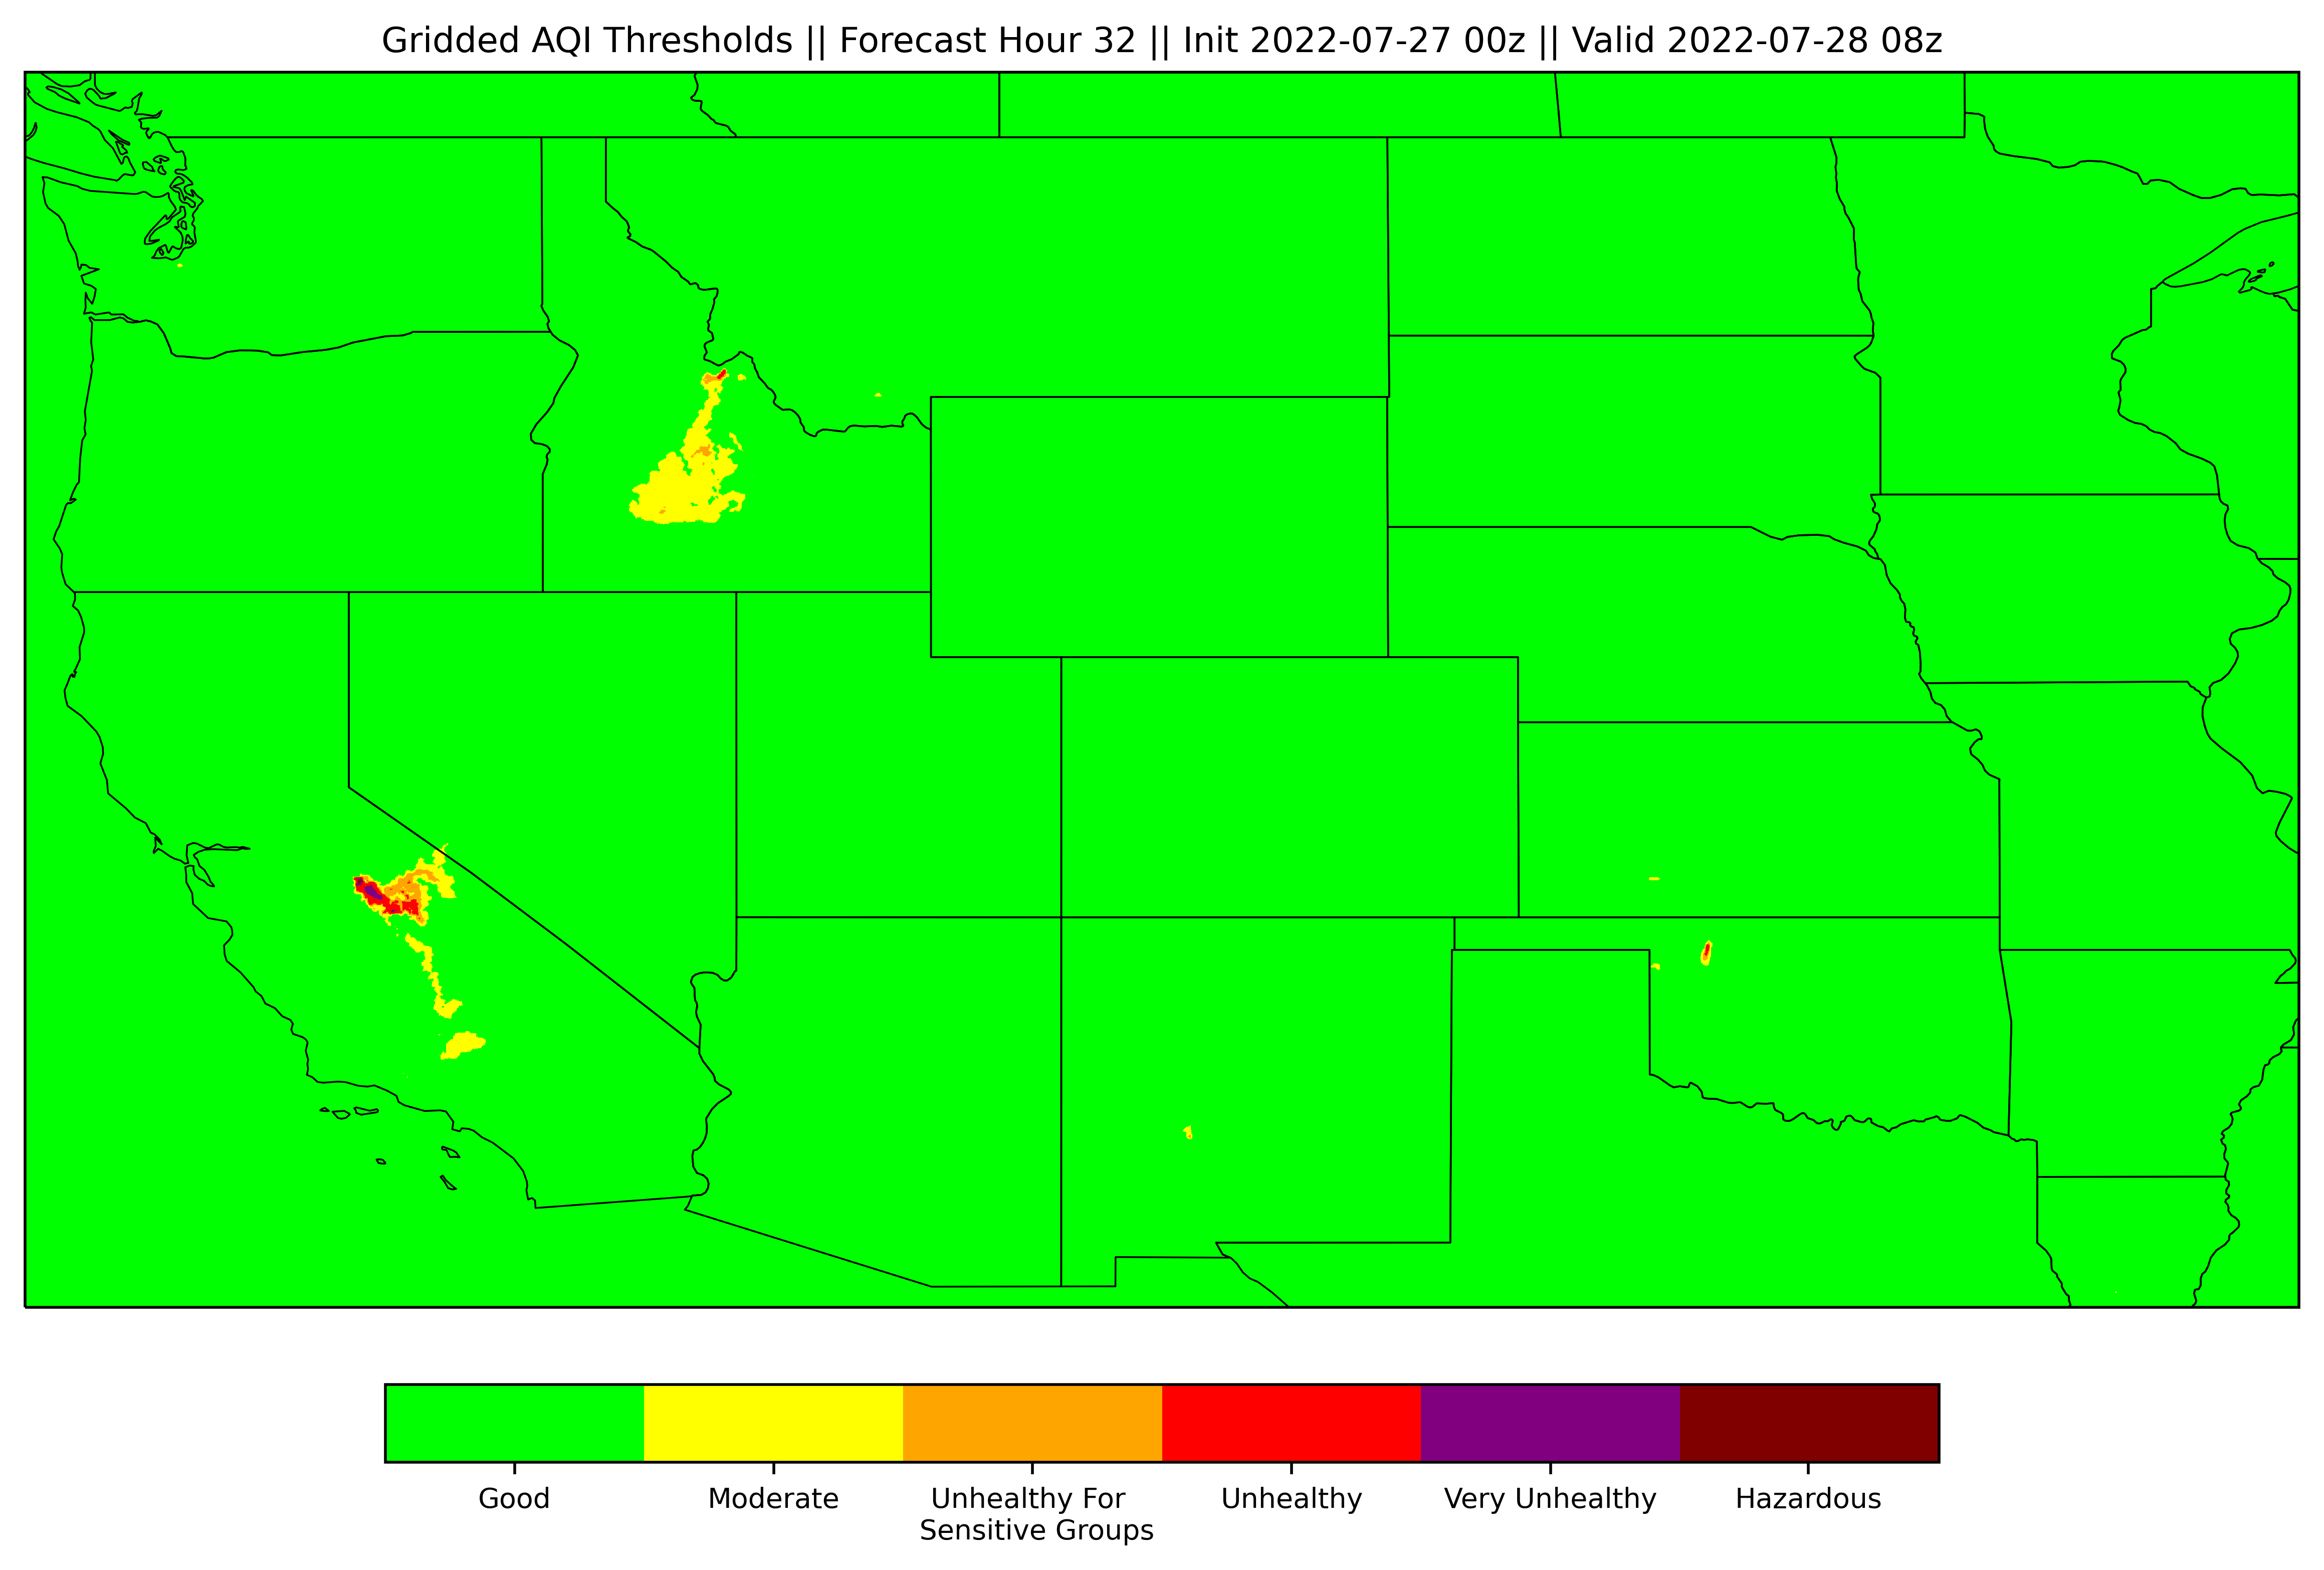 Gridded AQI Thresholds || Forecast Hour 32 || Init 2022-07-27 00z || Valid 2022-07-28 08z
Good
Moderate
Unhealthy For
Sensitive Groups
Unhealthy
Very Unhealthy
Hazardous